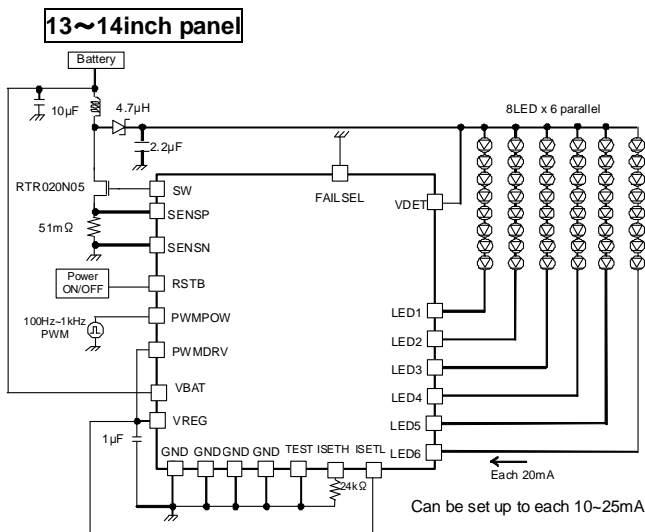 13～14inch panel
Battery
10µF
4.7µH
8LED x 6 parallel
2.2µF
RTR020N05
SW
FAILSEL
SENSP
VDET
51mΩ
SENSN
Power
ON/OFF
RSTB
100Hz~1kHz
PWM
PWMPOW
LED1
LED2
PWMDRV
LED3
VBAT
LED4
VREG
LED5
1µF
GND GND GND GND TEST ISETH ISETL
LED6
24kΩ
Each 20mA
Can be set up to each 10~25mA